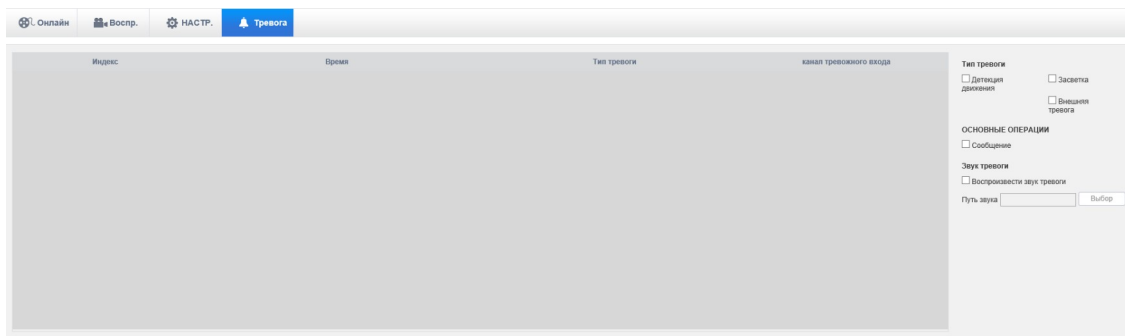 Онлайн Воспр. НАСТР. Тревога
Индекс Время Тип тревоги канал тревожного входа
Тип тревоги
Детекция движения
Засветка
Внешняя тревога
ОСНОВНЫЕ ОПЕРАЦИИ
Сообщение
Звук тревоги
Воспроизвести звук тревоги
Путь звука Выбор